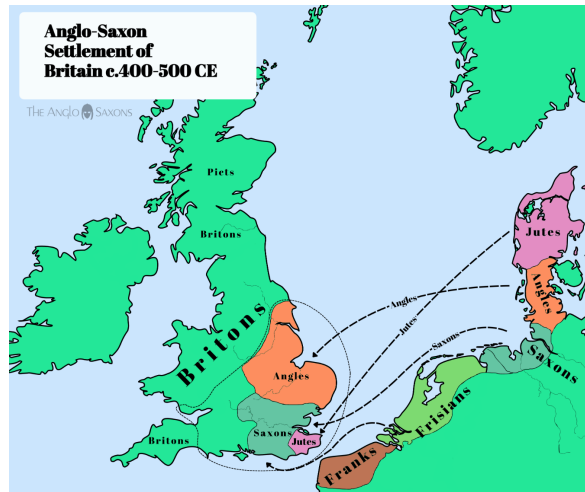 Anglo-Saxon
Settlement of
Britain c.400-500 CE
THE ANGLO SAXONS
Picts
Britons
Jutes
Angles
Angles
Jutes
Britons
Saxons
Saxons
Angles
Frisians
Britons
Saxons
Jutes
Franks